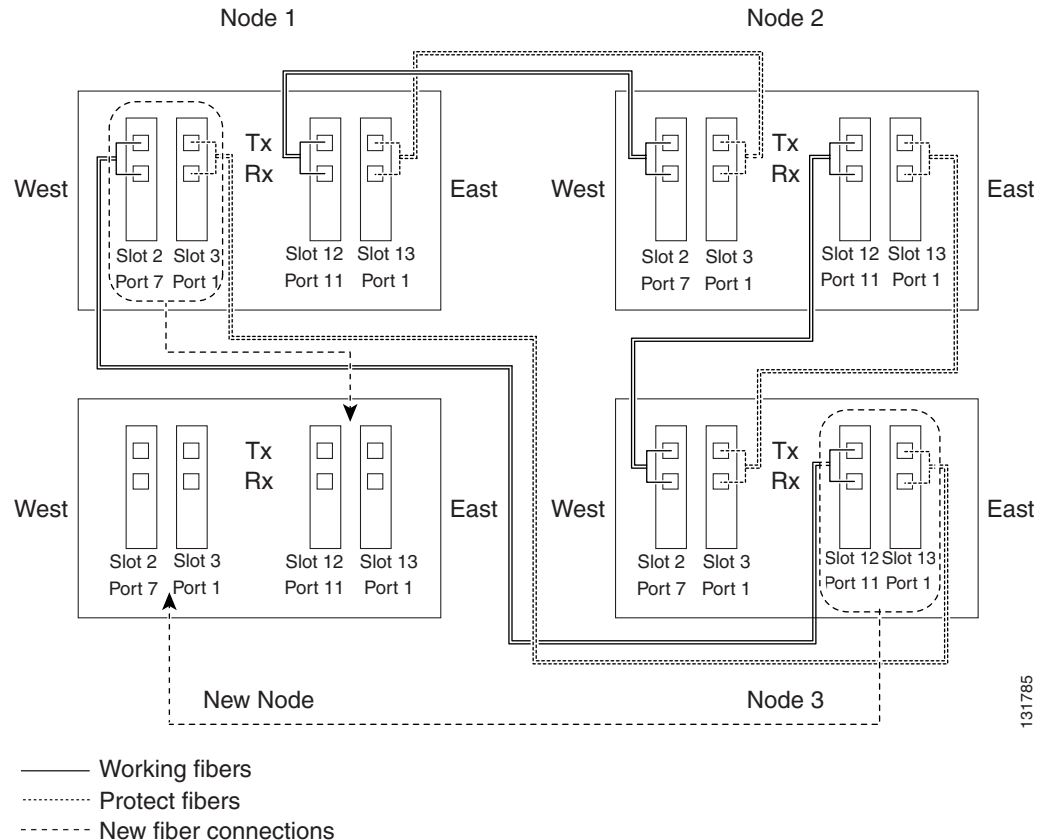 Node 1
Node 2
Tx
Rx
West
East
Slot 2 Slot 3
Port 7 Port 1
Slot 12 Slot 13
Port 11 Port 1
Tx
Rx
West
East
Slot 2 Slot 3
Port 7 Port 1
Slot 12 Slot 13
Port 11 Port 1
Tx
Rx
West
East
Slot 2 Slot 3
Port 7 Port 1
Slot 12 Slot 13
Port 11 Port 1
Tx
Rx
West
East
Slot 2 Slot 3
Port 7 Port 1
Slot 12 Slot 13
Port 11 Port 1
New Node
Node 3
131785
Working fibers
Protect fibers
New fiber connections